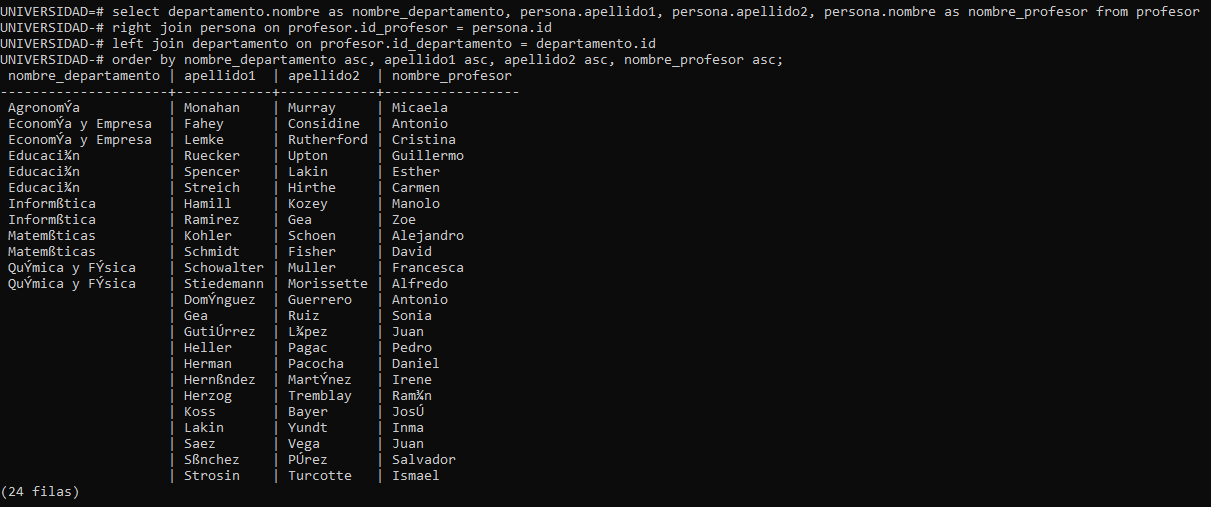 UNIVERSIDAD=# select departamento.nombre as nombre_departamento, persona.apellido1, persona.apellido2, persona.nombre as nombre_profesor from profesor
UNIVERSIDAD-# right join persona on profesor.id_profesor = persona.id
UNIVERSIDAD-# left join departamento on profesor.id_departamento = departamento.id
UNIVERSIDAD-# order by nombre_departamento asc, apellido1 asc, apellido2 asc, nombre_profesor asc;
 nombre_departamento | apellido1  | apellido2  | nombre_profesor
---------------------+------------+------------+-----------------
 AgronomÝa           | Monahan    | Murray     | Micaela
 EconomÝa y Empresa  | Fahey      | Considine  | Antonio
 EconomÝa y Empresa  | Lemke      | Rutherford | Cristina
 Educaci¾n           | Ruecker    | Upton      | Guillermo
 Educaci¾n           | Spencer    | Lakin      | Esther
 Educaci¾n           | Streich    | Hirthe     | Carmen
 Informßtica         | Hamill     | Kozey      | Manolo
 Informßtica         | Ramirez    | Gea        | Zoe
 Matemßticas         | Kohler     | Schoen     | Alejandro
 Matemßticas         | Schmidt    | Fisher     | David
 QuÝmica y FÝsica    | Schowalter | Muller     | Francesca
 QuÝmica y FÝsica    | Stiedemann | Morissette | Alfredo
                     | DomÝnguez  | Guerrero   | Antonio
                     | Gea        | Ruiz       | Sonia
                     | GutiÚrrez  | L¾pez      | Juan
                     | Heller     | Pagac      | Pedro
                     | Herman     | Pacocha    | Daniel
                     | Hernßndez  | MartÝnez   | Irene
                     | Herzog     | Tremblay   | Ram¾n
                     | Koss       | Bayer      | JosÚ
                     | Lakin      | Yundt      | Inma
                     | Saez       | Vega       | Juan
                     | Sßnchez    | PÚrez      | Salvador
                     | Strosin    | Turcotte   | Ismael
(24 filas)